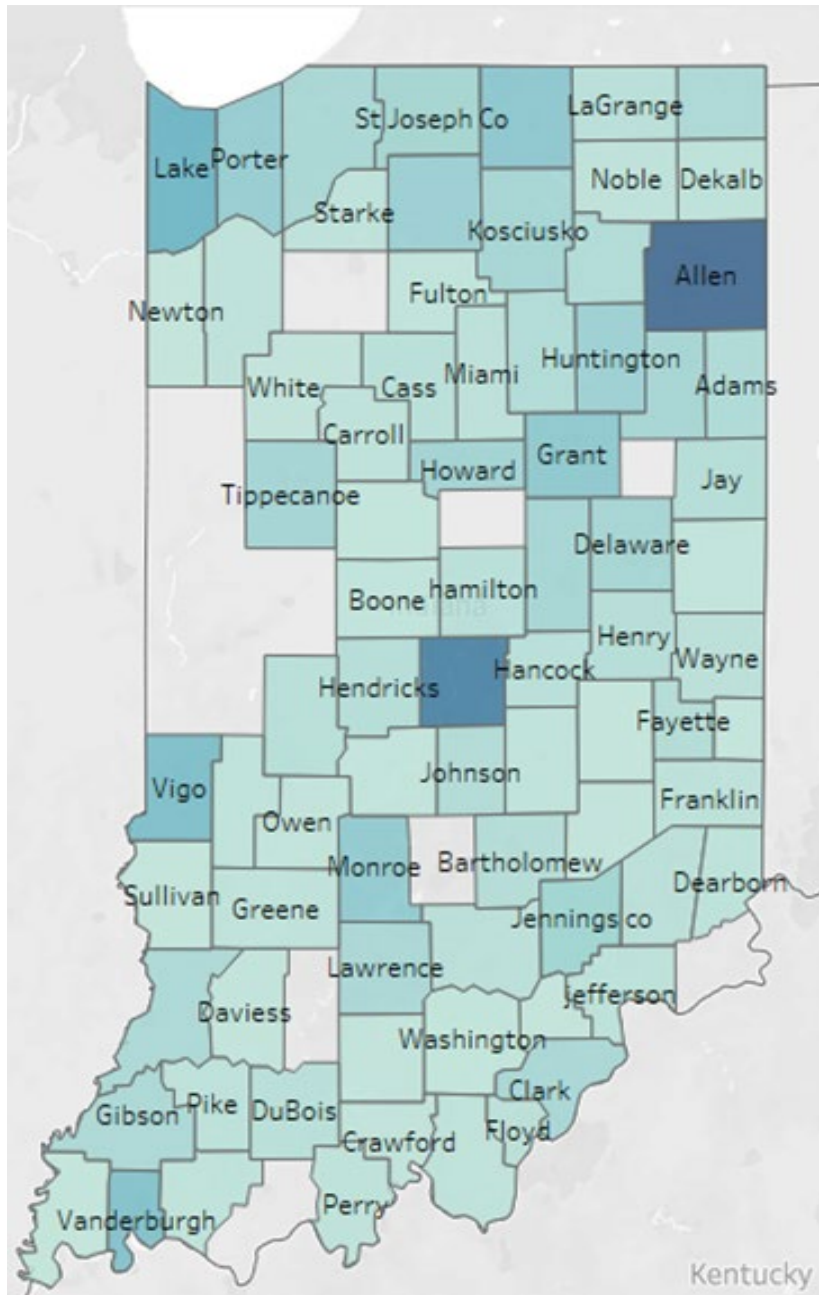 LaGrange
St Joseph Co
Lake
Porter
Noble
Dekalb
Starke
Kosciusko
Allen
Fulton
Newton
Huntington
Miami
White
Cass
Adams
Carroll
Grant
Howard
Jay
Tippecanoe
Delaware
hamilton
Boone
Henry
Wayne
Hancock
Hendricks
Fayette
Johnson
Vigo
Franklin
Owen
Bartholomew
Monroe
Dearborn
Sullivan
Greene
Jennings co
Lawrence
jefferson
Daviess
Washington
Clark
Pike
DuBois
Gibson
Floyd
Crawford
Perry
Vanderburgh
Kentucky